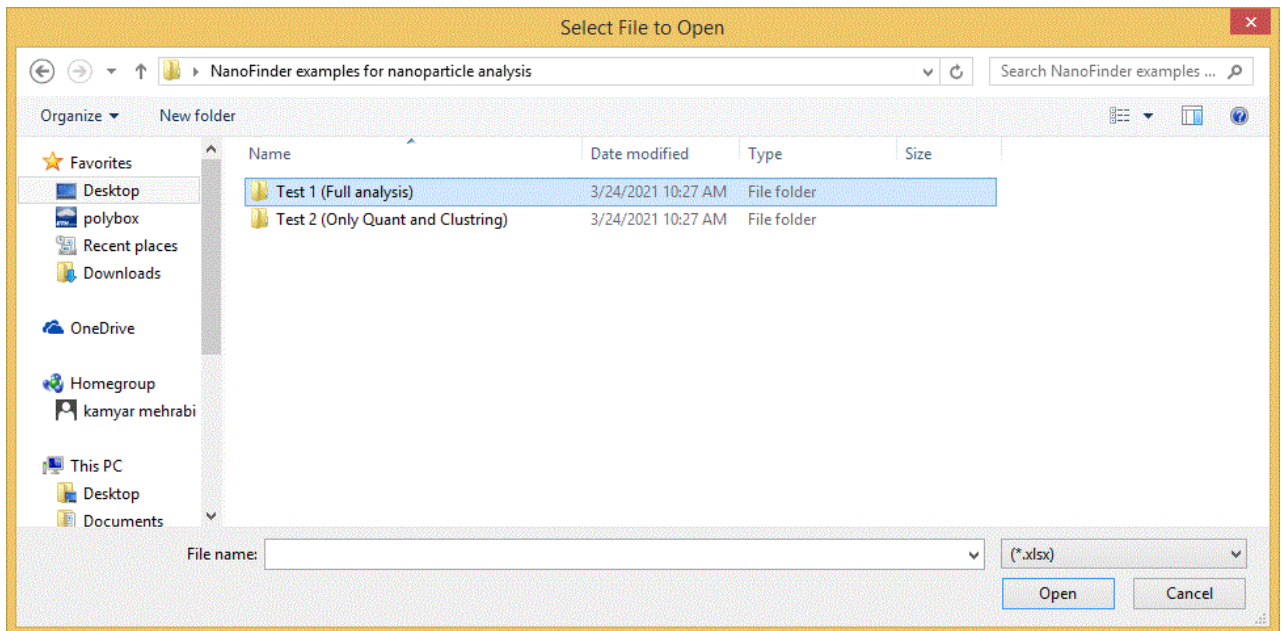 Select File to Open
NanoFinder examples for nanoparticle analysis
Search NanoFinder examples ...
Organize
New folder
Name Date modified Type Size
Favorites
Desktop
polybox
Recent places
Downloads
OneDrive
Homegroup
kamyar mehrabi
This PC
Desktop
Documents
Test 1 (Full analysis) 3/24/2021 10:27 AM File folder
Test 2 (Only Quant and Clustring) 3/24/2021 10:27 AM File folder
File name:
(*.xlsx)
Open
Cancel